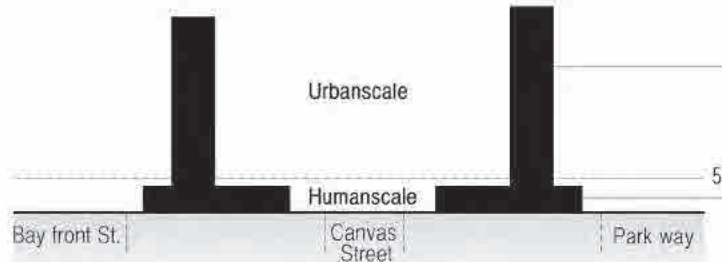 Urbanscale
5
Humanscale
Bay front St.
Canvas
Street
Park way